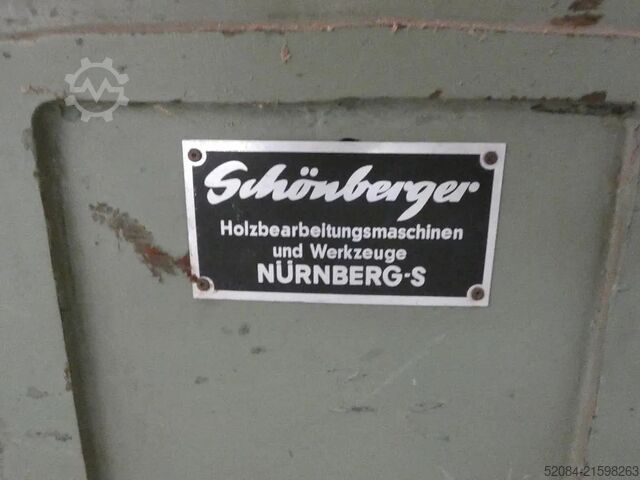 Schönberger
Holzbearbeitungsmaschinen
und Werkzeuge
NÜRNBERG-S
52084-21598263